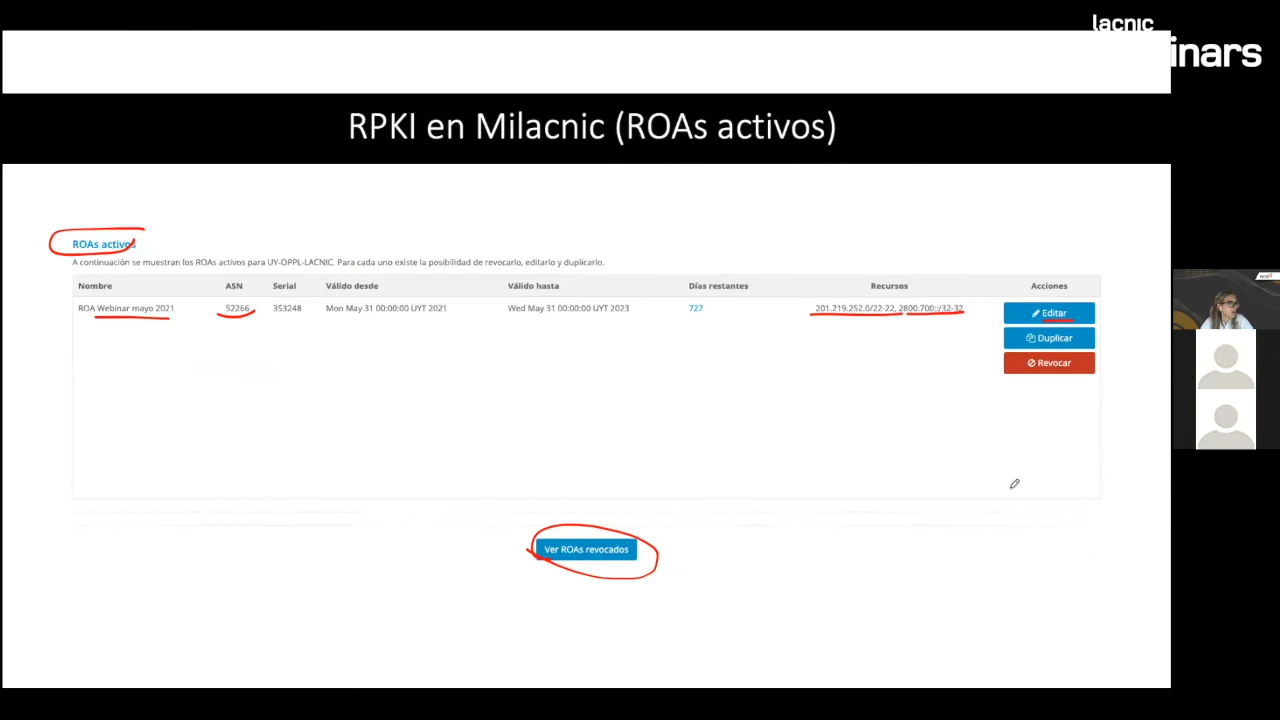 lacnic
inars
RPKI en Milacnic (ROAs activos)
ROAs activos
A continuación se muestran los ROAs activos para UY-OPPL-LACNIC. Para cada uno existe la posibilidad de revocarlo, editarlo y duplicarlo.
Nombre ASN Serial Válido desde Válido hasta Días restantes Recursos Acciones
ROA Webinar mayo 2021 52266 353248 Mon May 31 00:00:00 UYT 2021 Wed May 31 00:00:00 UYT 2023 727 201.219.252.0/22-22, 2800:700::/32-32 Editar
Duplicar
Revocar
Ver ROAs revocados